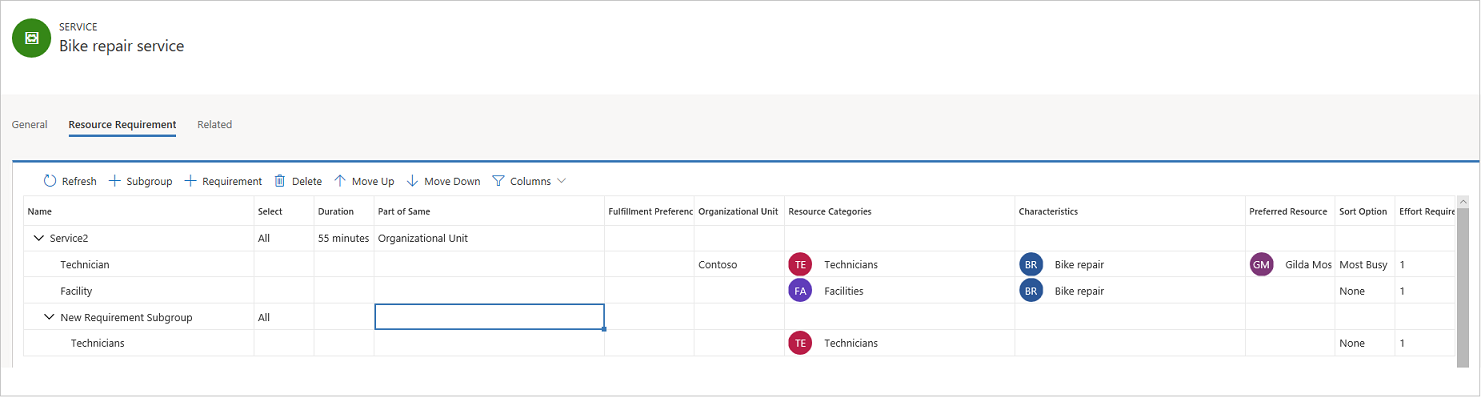 SERVICE
Bike repair service
General Resource Requirement Related
Refresh Subgroup Requirement Delete Move Up Move Down Columns
Name Select Duration Part of Same Fulfillment Preferenc Organizational Unit Resource Categories Characteristics Preferred Resource Sort Option Effort Require
Service2 All 55 minutes Organizational Unit
Technician Contoso TE Technicians BR Bike repair GM Gilda Mos Most Busy 1
Facility FA Facilities BR Bike repair None 1
New Requirement Subgroup All
Technicians TE Technicians None 1